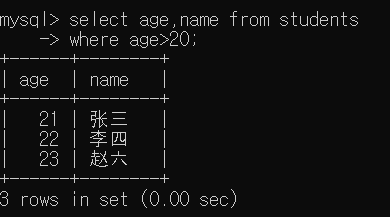 mysql> select age,name from students
    -> where age>20;
+------+--------+
| age  | name   |
+------+--------+
|   21 | 张三   |
|   22 | 李四   |
|   23 | 赵六   |
+------+--------+
3 rows in set (0.00 sec)